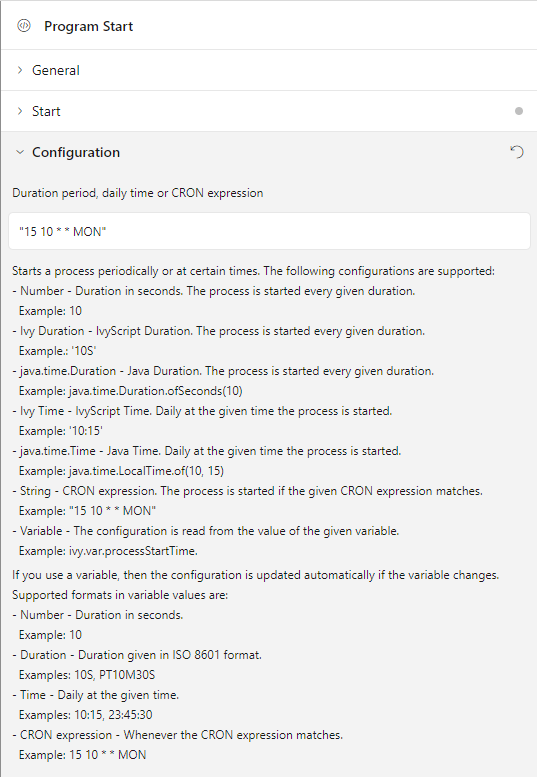 Program Start
General
Start
Configuration
Duration period, daily time or CRON expression
"15 10 * * MON"
Starts a process periodically or at certain times. The following configurations are supported:
- Number - Duration in seconds. The process is started every given duration.
Example: 10
- Ivy Duration - IvyScript Duration. The process is started every given duration.
Example.: '10S'
- java.time.Duration - Java Duration. The process is started every given duration.
Example: java.time.Duration.ofSeconds(10)
- Ivy Time - IvyScript Time. Daily at the given time the process is started.
Example: '10:15'
- java.time.Time - Java Time. Daily at the given time the process is started.
Example: java.time.LocalTime.of(10, 15)
- String - CRON expression. The process is started if the given CRON expression matches.
Example: "15 10 * * MON"
- Variable - The configuration is read from the value of the given variable.
Example: ivy.var.processStartTime.
If you use a variable, then the configuration is updated automatically if the variable changes.
Supported formats in variable values are:
- Number - Duration in seconds.
Example: 10
- Duration - Duration given in ISO 8601 format.
Examples: 10S, PT10M30S
- Time - Daily at the given time.
Examples: 10:15, 23:45:30
- CRON expression - Whenever the CRON expression matches.
Example: 15 10 * * MON